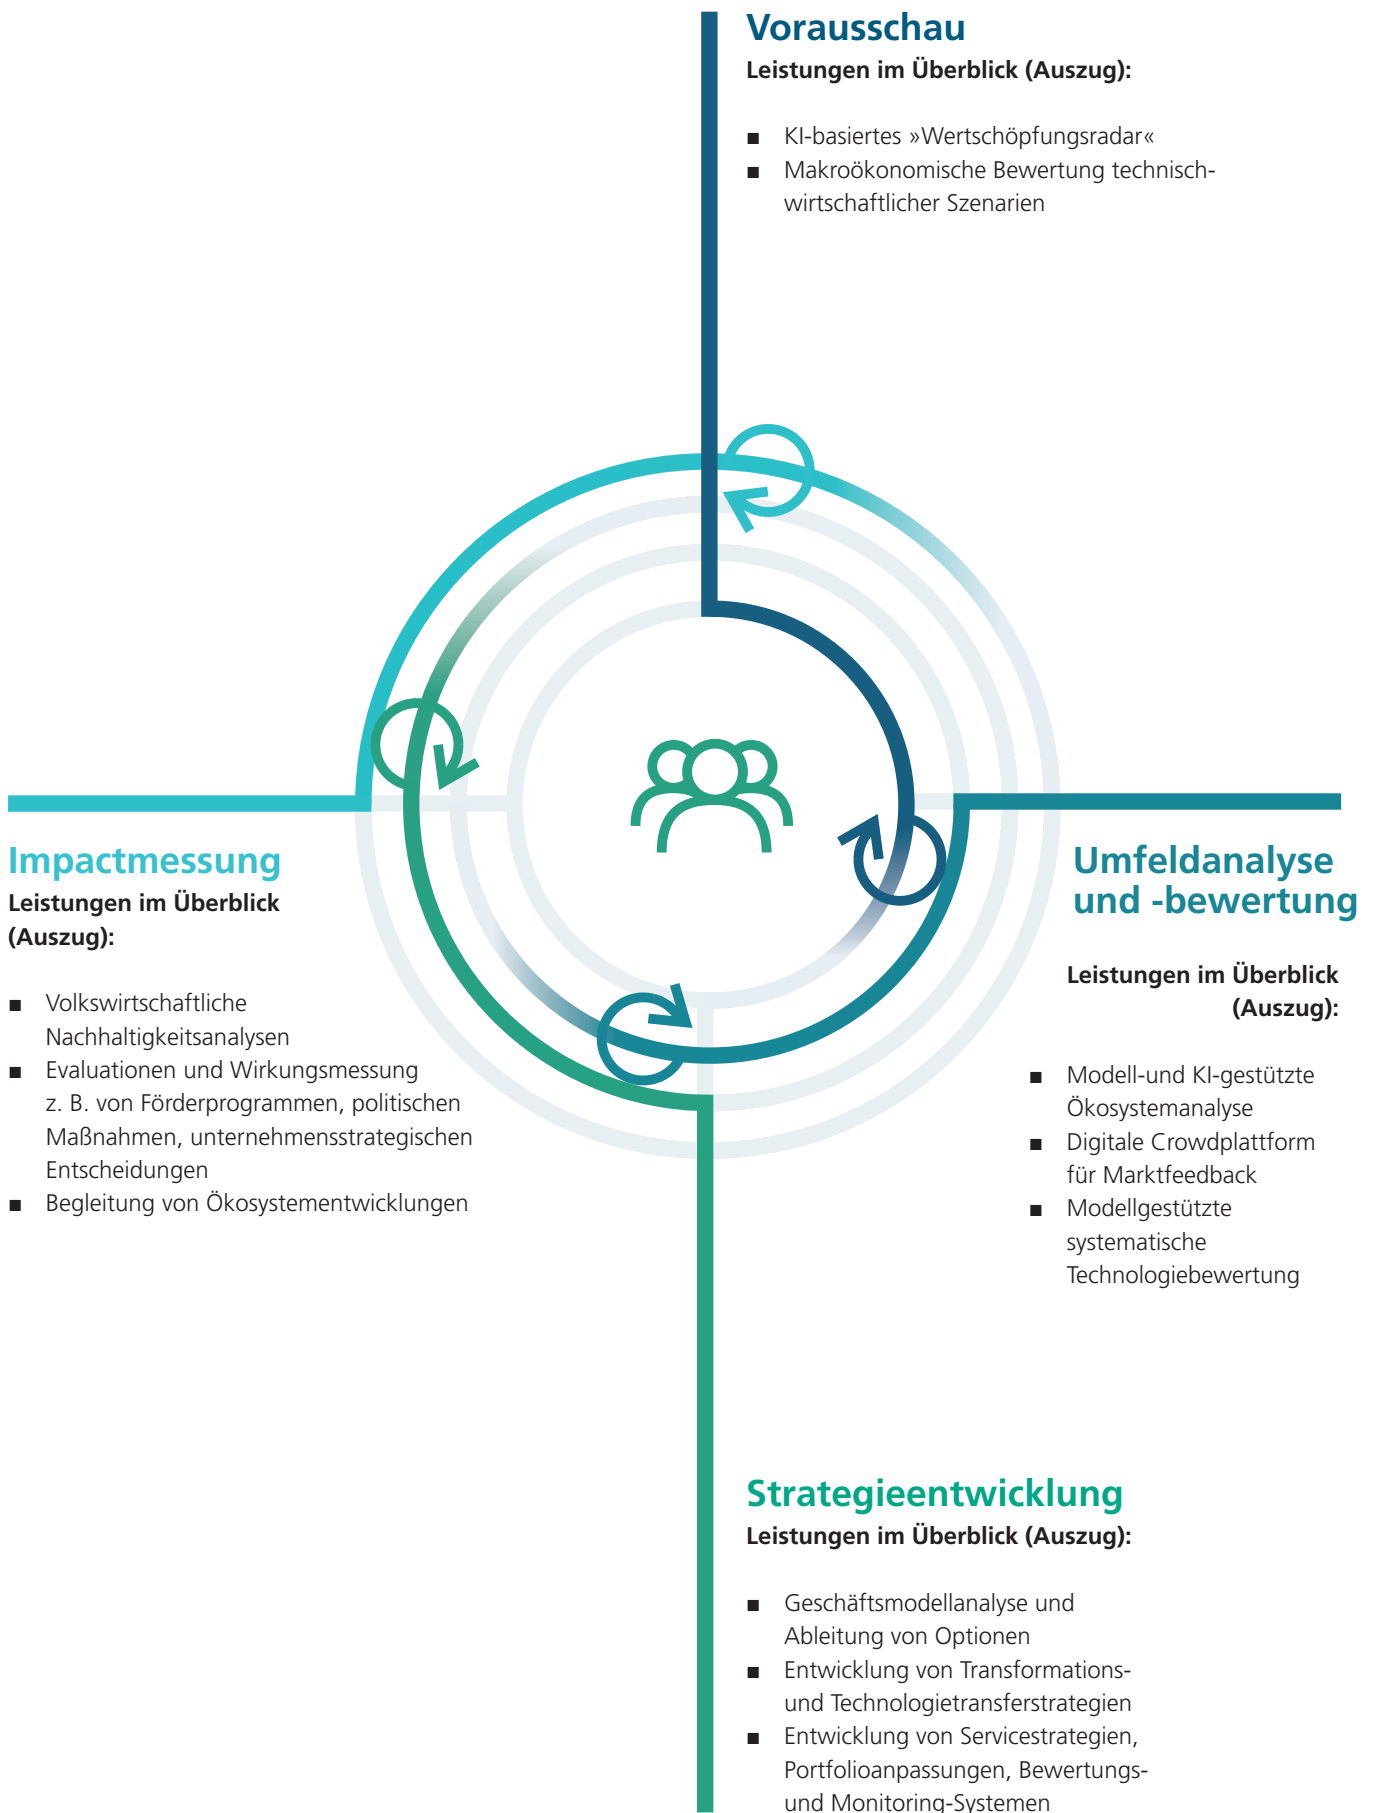 Vorausschau
Leistungen im Überblick (Auszug):
■ KI-basiertes »Wertschöpfungsradar«
■ Makroökonomische Bewertung technisch-
wirtschaftlicher Szenarien
Impactmessung
Leistungen im Überblick
(Auszug):
■ Volkswirtschaftliche
Nachhaltigkeitsanalysen
■ Evaluationen und Wirkungsmessung
z. B. von Förderprogrammen, politischen
Maßnahmen, unternehmensstrategischen
Entscheidungen
■ Begleitung von Ökosystementwicklungen
Umfeldanalyse
und -bewertung
Leistungen im Überblick
(Auszug):
■ Modell-und KI-gestützte
Ökosystemanalyse
■ Digitale Crowdplattform
für Marktfeedback
■ Modellgestützte
systematische
Technologiebewertung
Strategieentwicklung
Leistungen im Überblick (Auszug):
■ Geschäftsmodellanalyse und
Ableitung von Optionen
■ Entwicklung von Transformations-
und Technologietransferstrategien
■ Entwicklung von Servicestrategien,
Portfolioanpassungen, Bewertungs-
und Monitoring-Systemen